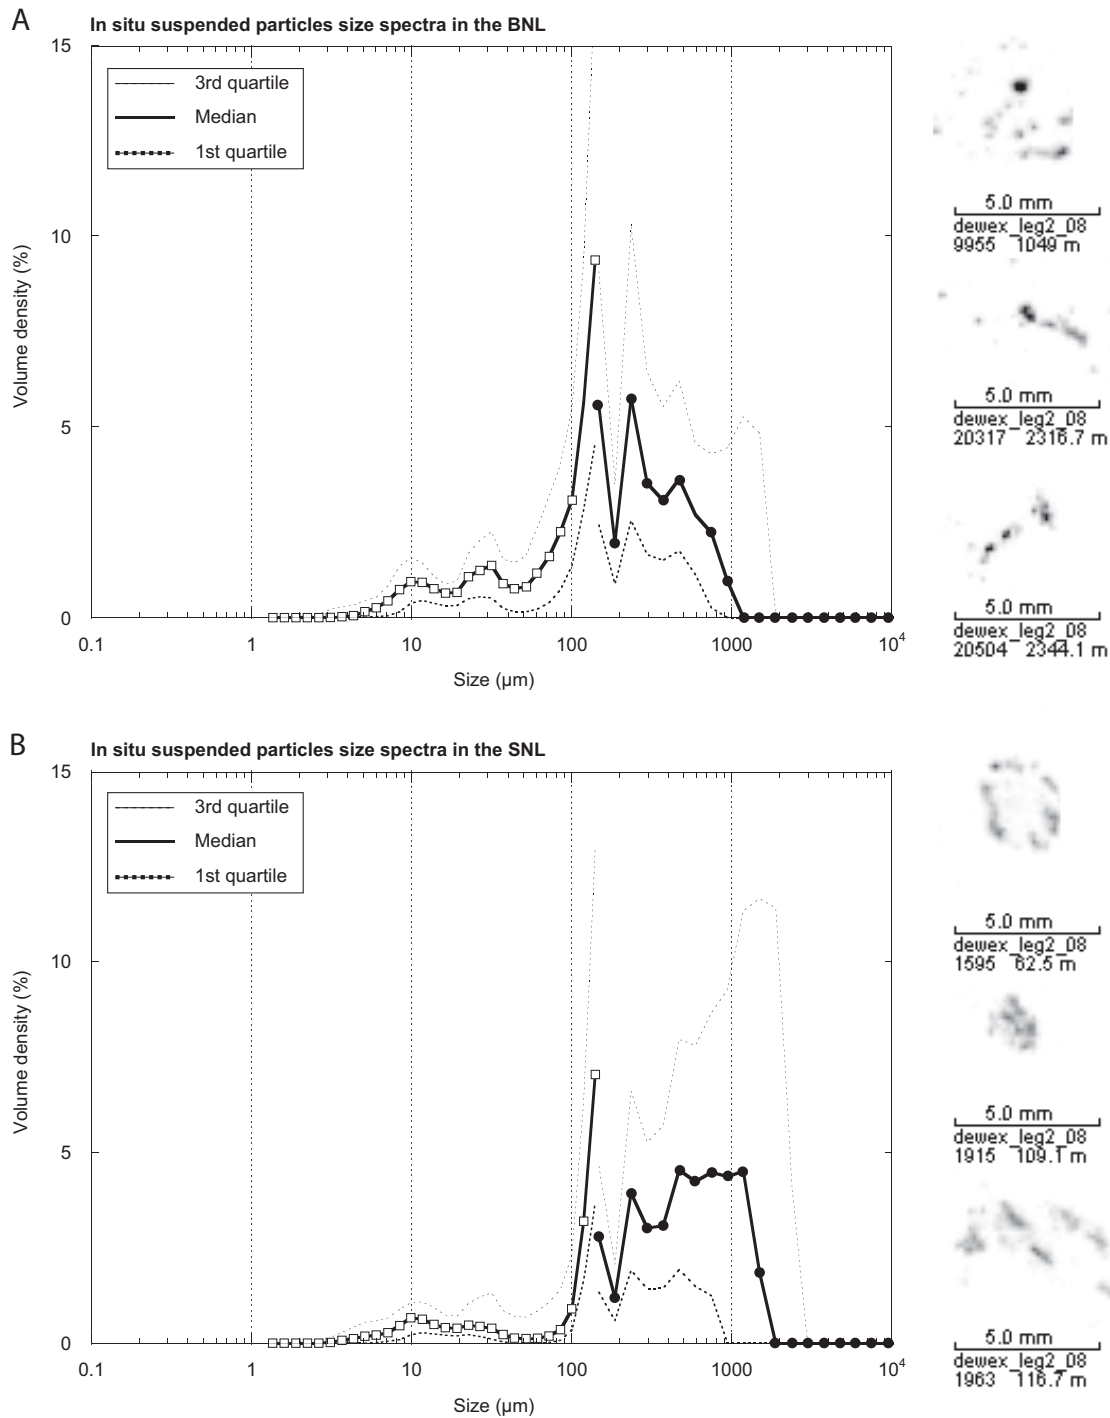 A
In situ suspended particles size spectra in the BNL
15
10
5
0
Volume density (%)
3rd quartile
Median
1st quartile
0.1
1
10
100
1000
10^4
Size (µm)
5.0 mm
dewex_leg2_08
9955 1049 m
5.0 mm
dewex_leg2_08
20317 2316.7 m
5.0 mm
dewex_leg2_08
20504 2344.1 m
B
In situ suspended particles size spectra in the SNL
15
10
5
0
Volume density (%)
3rd quartile
Median
1st quartile
0.1
1
10
100
1000
10^4
Size (µm)
5.0 mm
dewex_leg2_08
1595 62.5 m
5.0 mm
dewex_leg2_08
1915 109.1 m
5.0 mm
dewex_leg2_08
1963 116.7 m